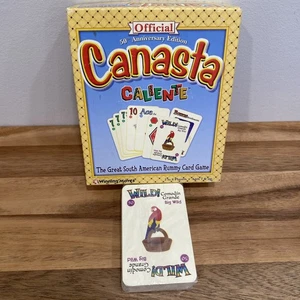 Official
50th Anniversary Edition
Canasta
CALIENTE
The Great South American Rummy Card Game
WILD!
Comodín
Grande
Big Wild
WILD!
Comodín
Grande
Big Wild